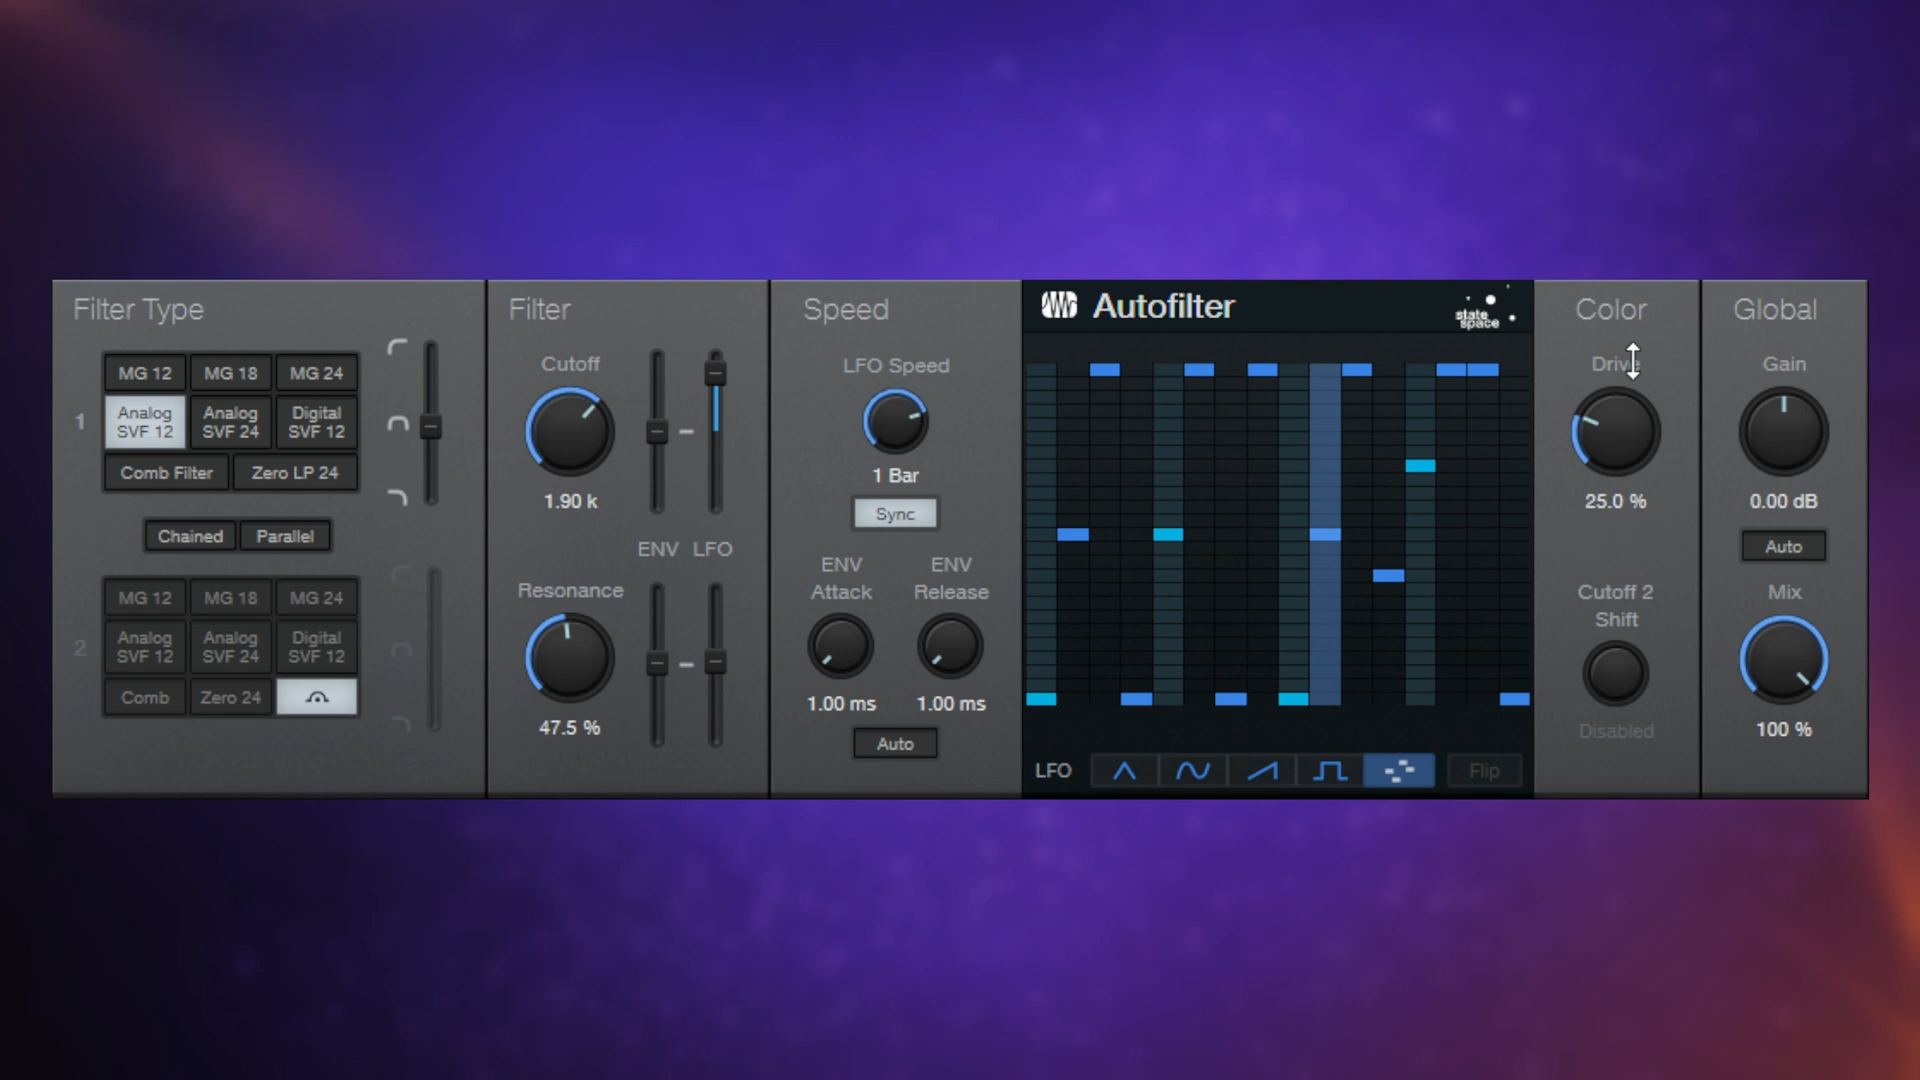 Filter Type
1
MG 12
MG 18
MG 24
Analog
SVF 12
Analog
SVF 24
Digital
SVF 12
Comb Filter
Zero LP 24
Chained
Parallel
2
MG 12
MG 18
MG 24
Analog
SVF 12
Analog
SVF 24
Digital
SVF 12
Comb
Zero 24
Filter
Cutoff
1.90 k
ENV
LFO
Resonance
47.5 %
Speed
LFO Speed
1 Bar
Sync
ENV
Attack
ENV
Release
1.00 ms
1.00 ms
Auto
Autofilter
state
space
LFO
Flip
Color
Drive
25.0 %
Cutoff 2
Shift
Disabled
Global
Gain
0.00 dB
Auto
Mix
100 %